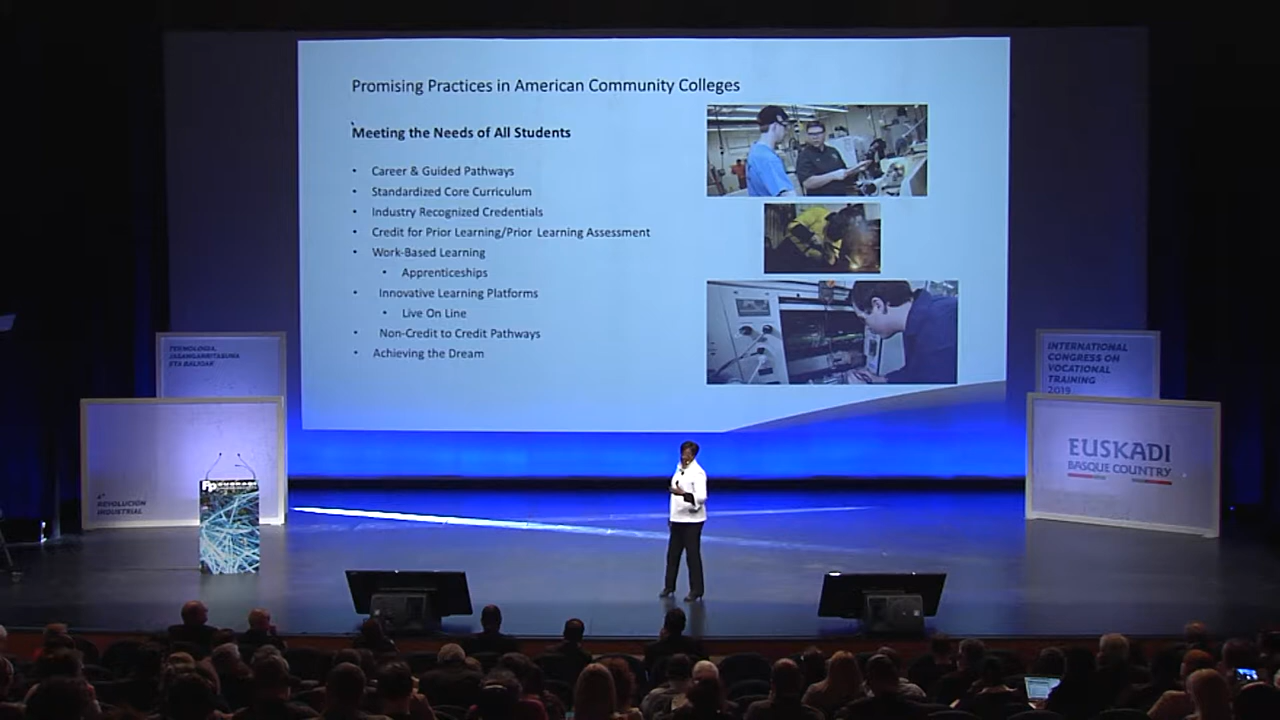 Promising Practices in American Community Colleges
Meeting the Needs of All Students
• Career & Guided Pathways
• Standardized Core Curriculum
• Industry Recognized Credentials
• Credit for Prior Learning/Prior Learning Assessment
• Work-Based Learning
• Apprenticeships
• Innovative Learning Platforms
• Live On Line
• Non-Credit to Credit Pathways
• Achieving the Dream
TEKNOLOGIA,
JASANGARRITASUNA
ETA BALIOAK
4ª
REVOLUCIÓN
INDUSTRIAL
Fp EUSKADI
INTERNATIONAL
CONGRESS ON
VOCATIONAL
TRAINING
2019
EUSKADI
BASQUE COUNTRY